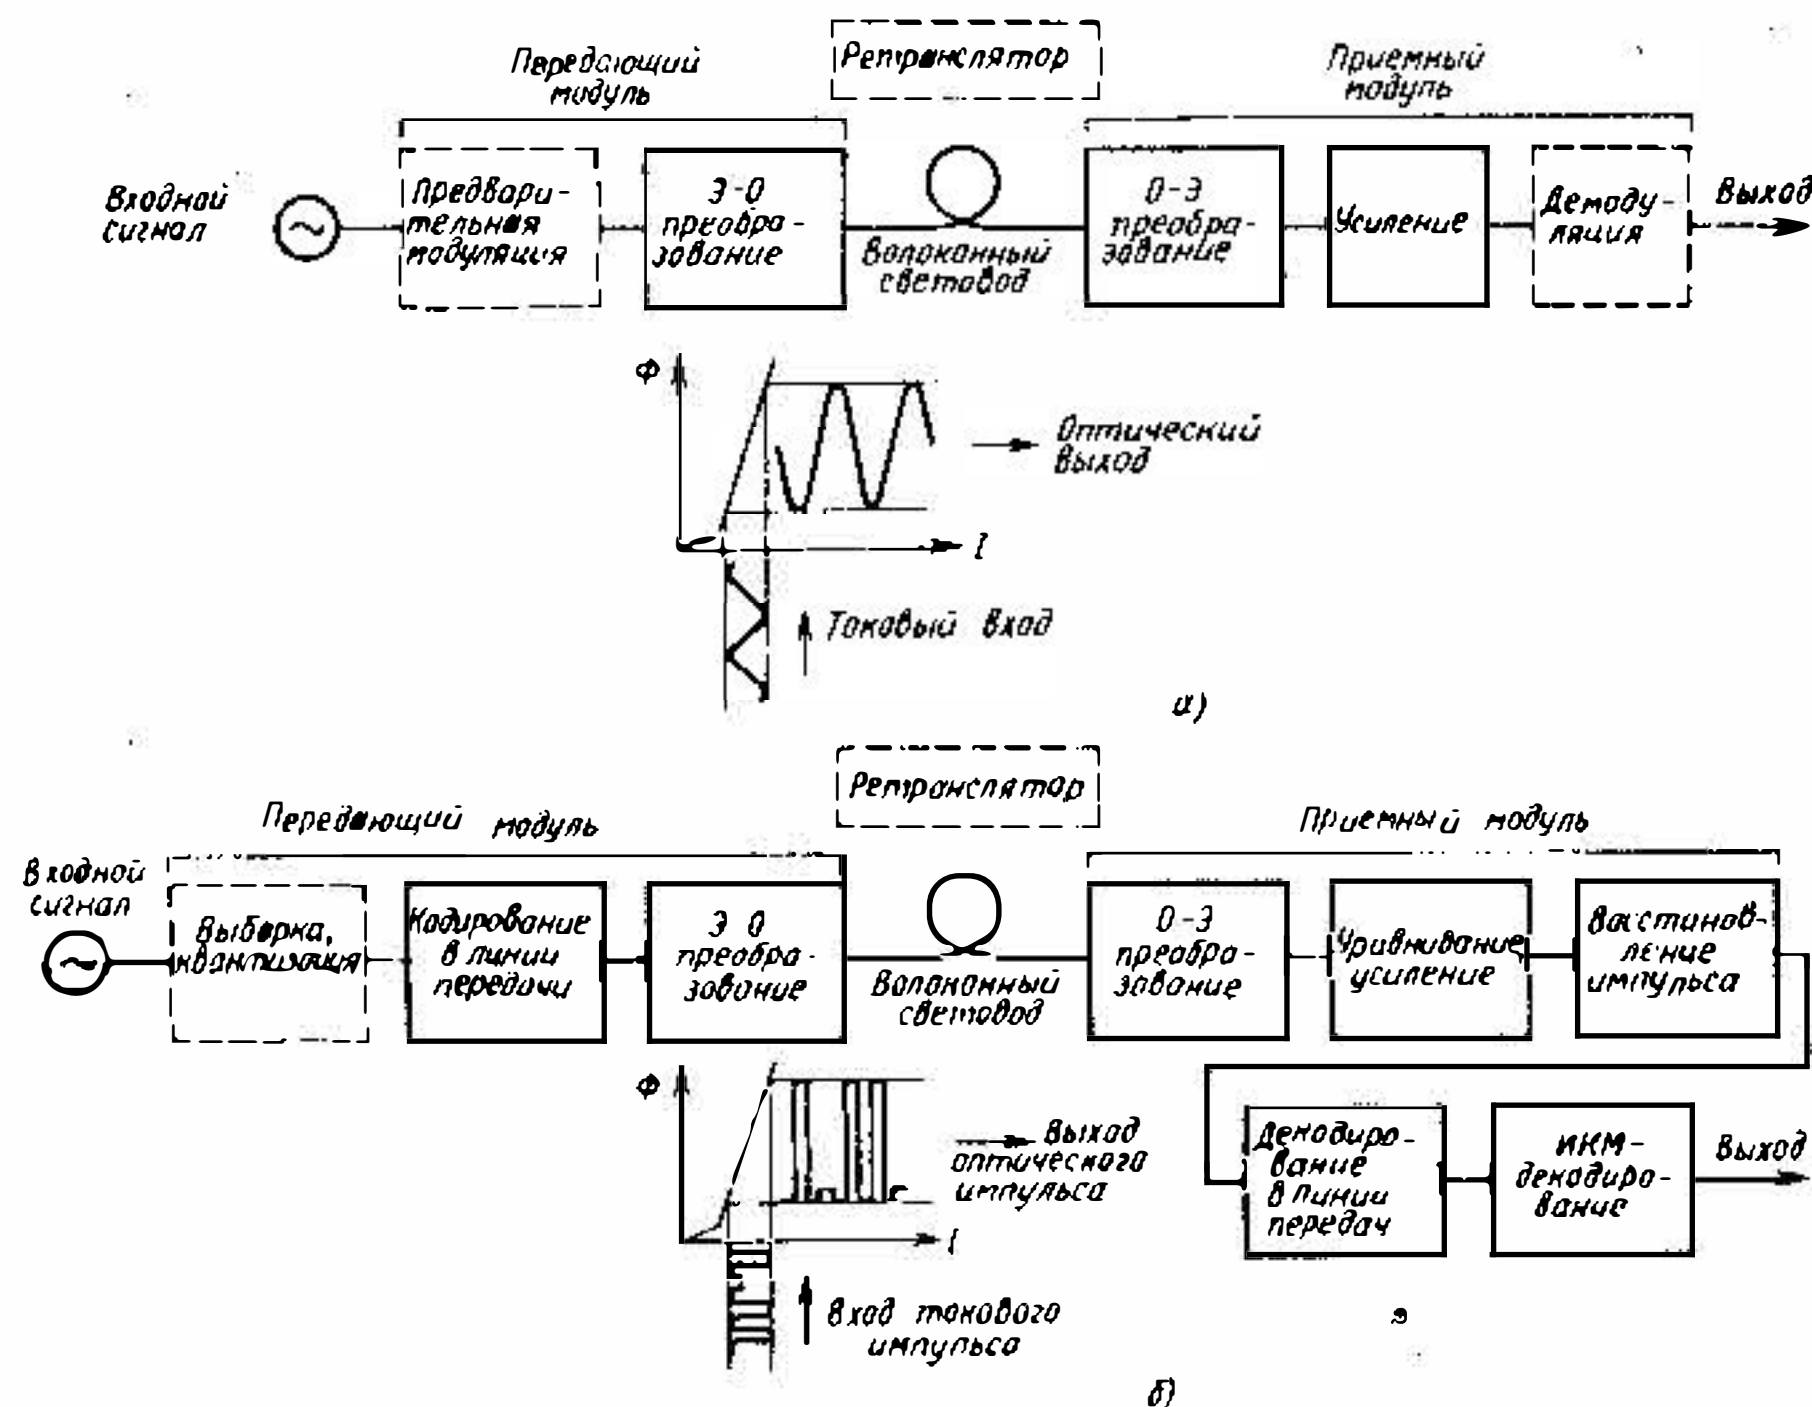 Передающий
модуль
Ретранслятор
Приемный
модуль
Входной
сигнал
Предвари-
тельная
модуляция
Э-О
преобра-
зование
Волоконный
световод
О-Э
преобра-
зование
Усиление
Демоду-
ляция
Выход
Ф
I
Оптический
выход
Токовый вход
а)
Ретранслятор
Передающий модуль
Приемный модуль
Входной
сигнал
Выборка,
квантизация
Кодирование
в линии
передачи
Э О
преобра-
зование
Волоконный
световод
О-Э
преобра-
зование
Уравнивание,
усиление
Восстанов-
ление
импульса
Ф
I
Выход
оптического
импульса
Вход токового
импульса
Декодиро-
вание
в линии
передач
ИКМ-
декодиро-
вание
Выход
б)